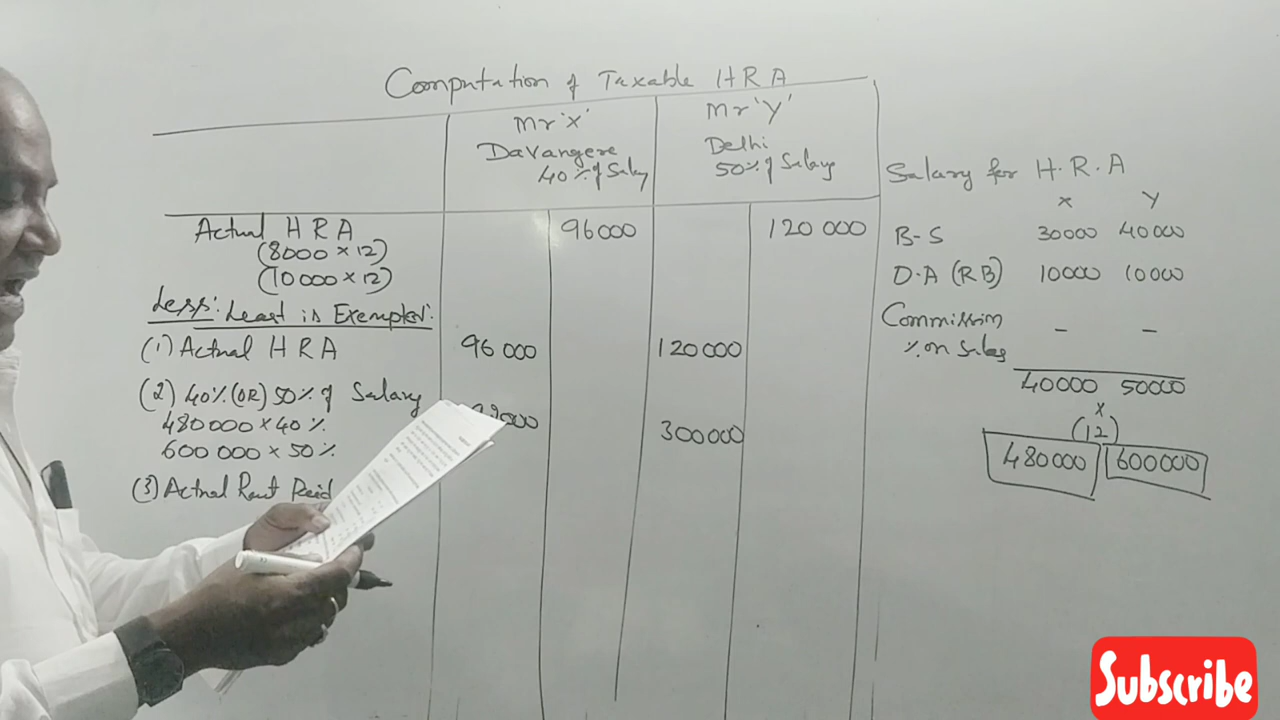 Computation of Taxable H R A
Mr 'X'
Davangere
40% of Salary
Mr 'Y'
Delhi
50% of Salary
Actual H R A
(8000 × 12)
(10000 × 12)
96000
120 000
Less: Least is Exempted:
(1) Actual H R A
96 000
120000
(2) 40% (OR) 50% of Salary
480000 × 40%
600 000 × 50%
300000
(3) Actual Rent Paid
Salary for H.R.A
X Y
B-S 30000 40000
D.A (RB) 10000 10000
Commission
% on Sales
- -
40000 50000
×
(12)
480000 600000
Subscribe